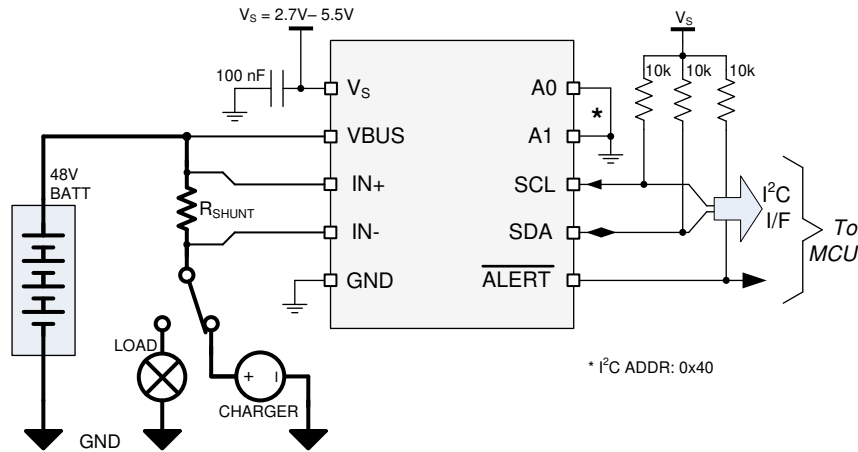 V_S = 2.7V– 5.5V
V_S
100 nF
10k
10k
10k
V_S
A0
*
VBUS
A1
48V
BATT
IN+
SCL
I²C
I/F
R_SHUNT
IN-
SDA
To
MCU
GND
ALERT
LOAD
+
I
CHARGER
* I²C ADDR: 0x40
GND